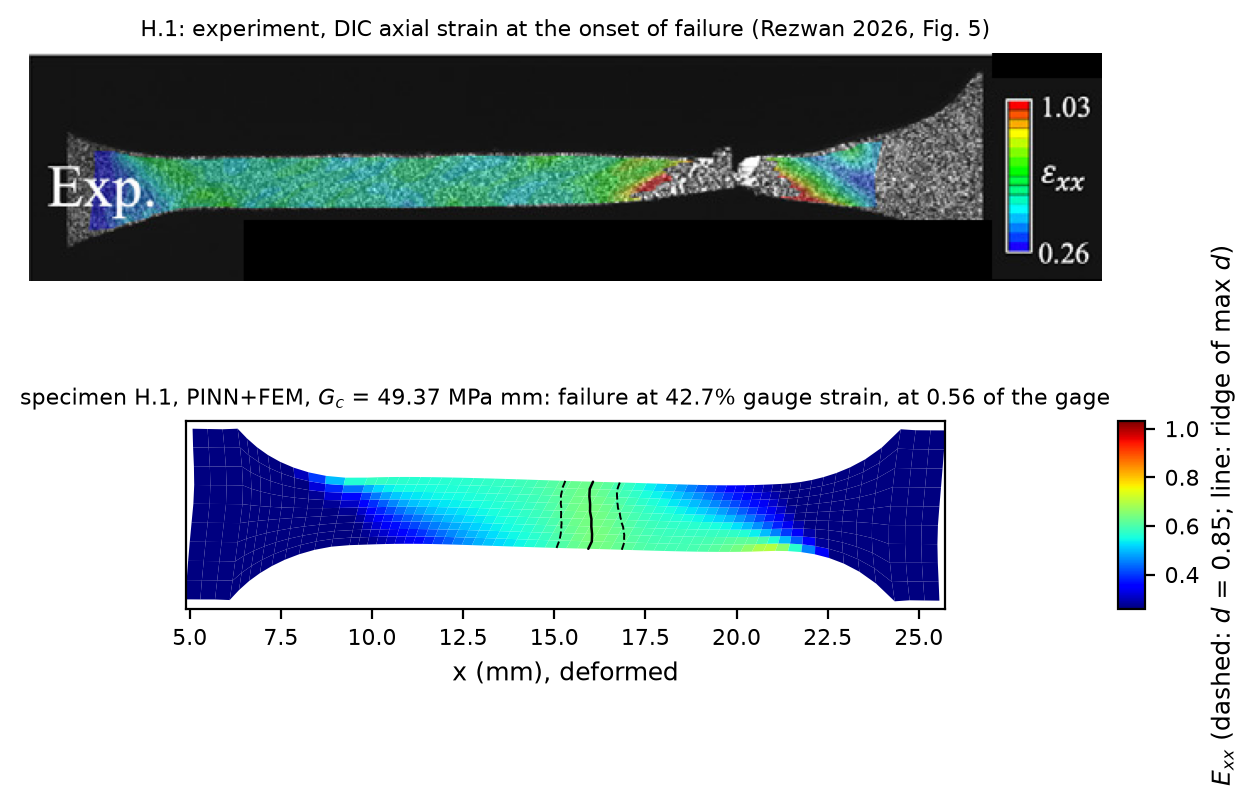 H.1: experiment, DIC axial strain at the onset of failure (Rezwan 2026, Fig. 5)
Exp.
1.03
εxx
0.26
specimen H.1, PINN+FEM, Gc = 49.37 MPa mm: failure at 42.7% gauge strain, at 0.56 of the gage
1.0
0.8
0.6
0.4
Exx (dashed: d = 0.85; line: ridge of max d)
5.0 7.5 10.0 12.5 15.0 17.5 20.0 22.5 25.0
x (mm), deformed